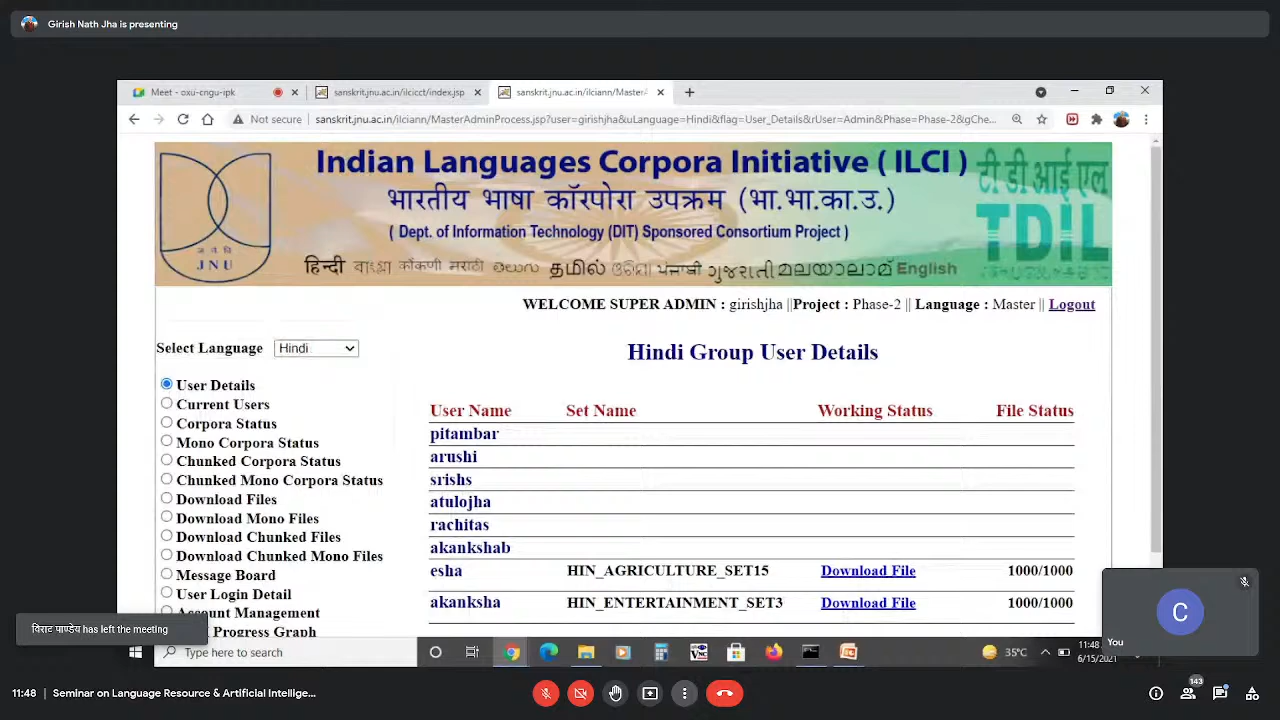 Girish Nath Jha is presenting
Meet - oxu-cngu-ipk
sanskrit.jnu.ac.in/ilcicct/index.jsp
sanskrit.jnu.ac.in/ilciann/Master
Not secure
sanskrit.jnu.ac.in/ilciann/MasterAdminProcess.jsp?user=girishjha&uLanguage=Hindi&flag=User_Details&rUser=Admin&Phase=Phase-2&gChe...
Indian Languages Corpora Initiative ( ILCI )
भारतीय भाषा कॉरपोरा उपक्रम (भा.भा.का.उ.)
( Dept. of Information Technology (DIT) Sponsored Consortium Project )
हिन्दी বাংলা कोंकणी मराठी తెలుగు தமிழ் ଓଡ଼ିଆ ਪੰਜਾਬੀ ગુજરાતી മലയാലാമ് English
ज न वि
JNU
टी डी आई एल
TDIL
WELCOME SUPER ADMIN : girishjha ||Project : Phase-2 || Language : Master || Logout
Select Language Hindi
Hindi Group User Details
User Details
Current Users
Corpora Status
Mono Corpora Status
Chunked Corpora Status
Chunked Mono Corpora Status
Download Files
Download Mono Files
Download Chunked Files
Download Chunked Mono Files
Message Board
User Login Detail
Account Management
Progress Graph
User Name Set Name Working Status File Status
pitambar
arushi
srishs
atulojha
rachitas
akankshab
esha HIN_AGRICULTURE_SET15 Download File 1000/1000
akanksha HIN_ENTERTAINMENT_SET3 Download File 1000/1000
विराट पाण्डेय has left the meeting
C
You
Type here to search
35°C
11:48
6/15/2021
11:48 | Seminar on Language Resource & Artificial Intellige...
143